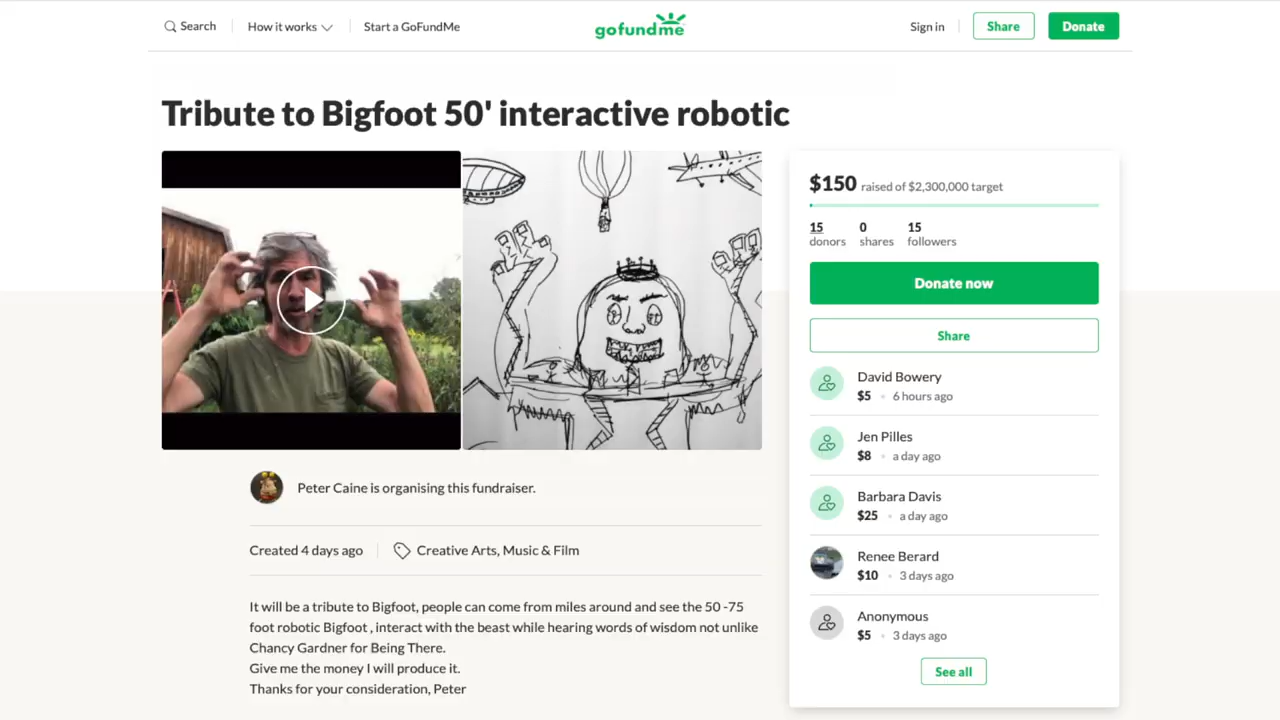 Search
How it works
Start a GoFundMe
gofundme
Sign in
Share
Donate
Tribute to Bigfoot 50' interactive robotic
$150 raised of $2,300,000 target
15 0 15
donors shares followers
Donate now
Share
David Bowery
$5 • 6 hours ago
Jen Pilles
$8 • a day ago
Barbara Davis
$25 • a day ago
Renee Berard
$10 • 3 days ago
Anonymous
$5 • 3 days ago
See all
Peter Caine is organising this fundraiser.
Created 4 days ago
Creative Arts, Music & Film
It will be a tribute to Bigfoot, people can come from miles around and see the 50 -75
foot robotic Bigfoot , interact with the beast while hearing words of wisdom not unlike
Chancy Gardner for Being There.
Give me the money I will produce it.
Thanks for your consideration, Peter